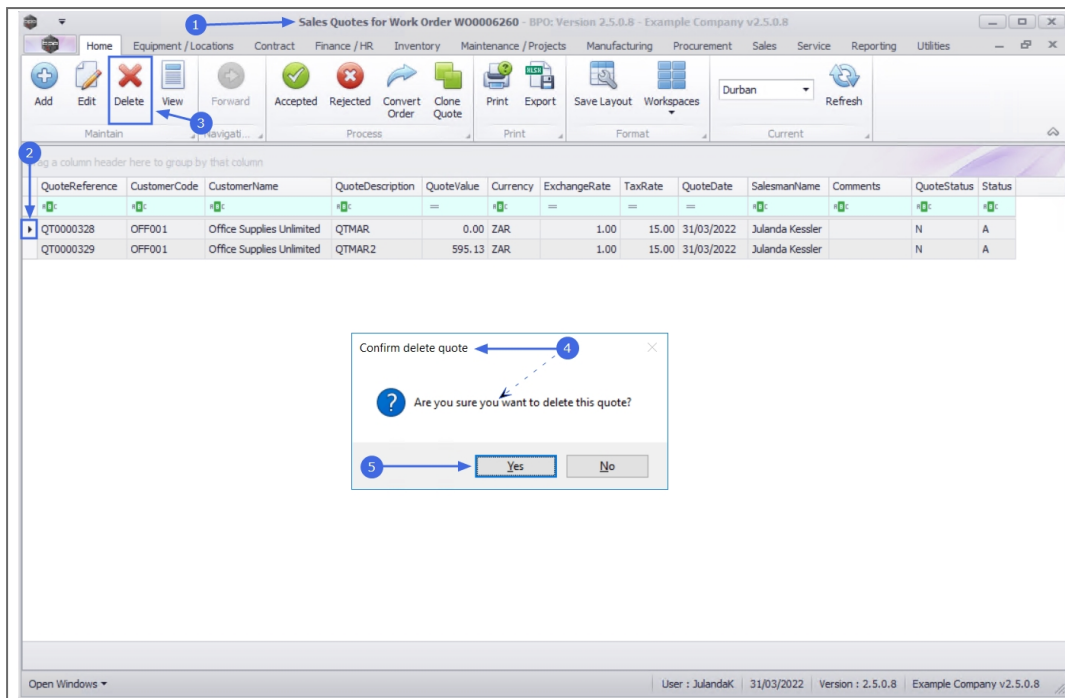 1
Sales Quotes for Work Order WO0006260 - BPO: Version 2.5.0.8 - Example Company v2.5.0.8
Home Equipment / Locations Contract Finance / HR Inventory Maintenance / Projects Manufacturing Procurement Sales Service Reporting Utilities
Add Edit Delete View Forward Accepted Rejected Convert Order Clone Quote Print Export Save Layout Workspaces Durban Refresh
3
Maintain Navigati... Process Print Format Current
2
ag a column header here to group by that column
QuoteReference CustomerCode CustomerName QuoteDescription QuoteValue Currency ExchangeRate TaxRate QuoteDate SalesmanName Comments QuoteStatus Status
QT0000328 OFF001 Office Supplies Unlimited QTMAR 0.00 ZAR 1.00 15.00 31/03/2022 Julanda Kessler N A
QT0000329 OFF001 Office Supplies Unlimited QTMAR2 595.13 ZAR 1.00 15.00 31/03/2022 Julanda Kessler N A
Confirm delete quote 4
? Are you sure you want to delete this quote?
5 Yes No
Open Windows User : JulandaK 31/03/2022 Version : 2.5.0.8 Example Company v2.5.0.8